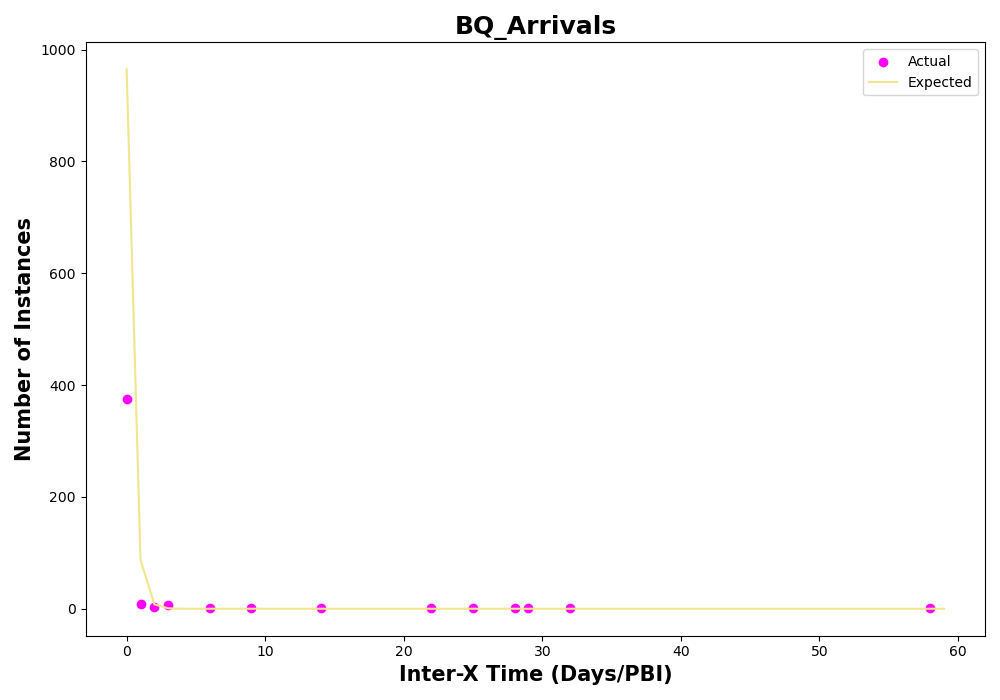 BQ_Arrivals
Actual
Expected
1000
800
600
400
200
0
Number of Instances
0 10 20 30 40 50 60
Inter-X Time (Days/PBI)